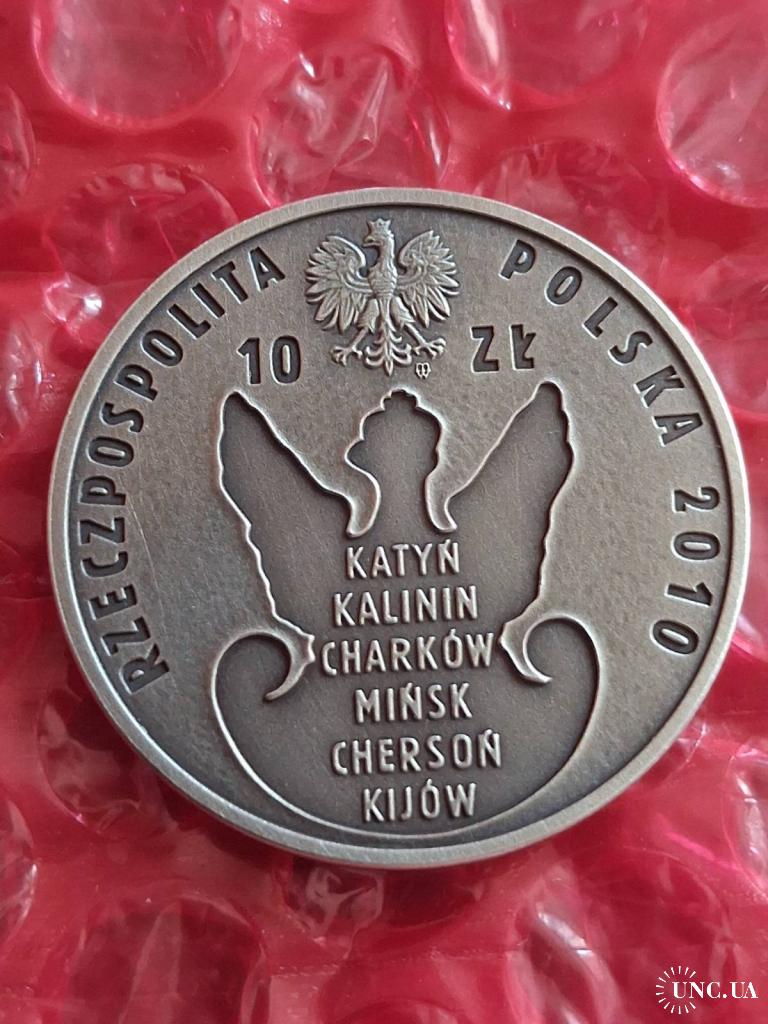 RZECZPOSPOLITA POLSKA 2010
10 ZŁ
KATYŃ
KALININ
CHARKÓW
MIŃSK
CHERSOŃ
KIJÓW
UNC.UA